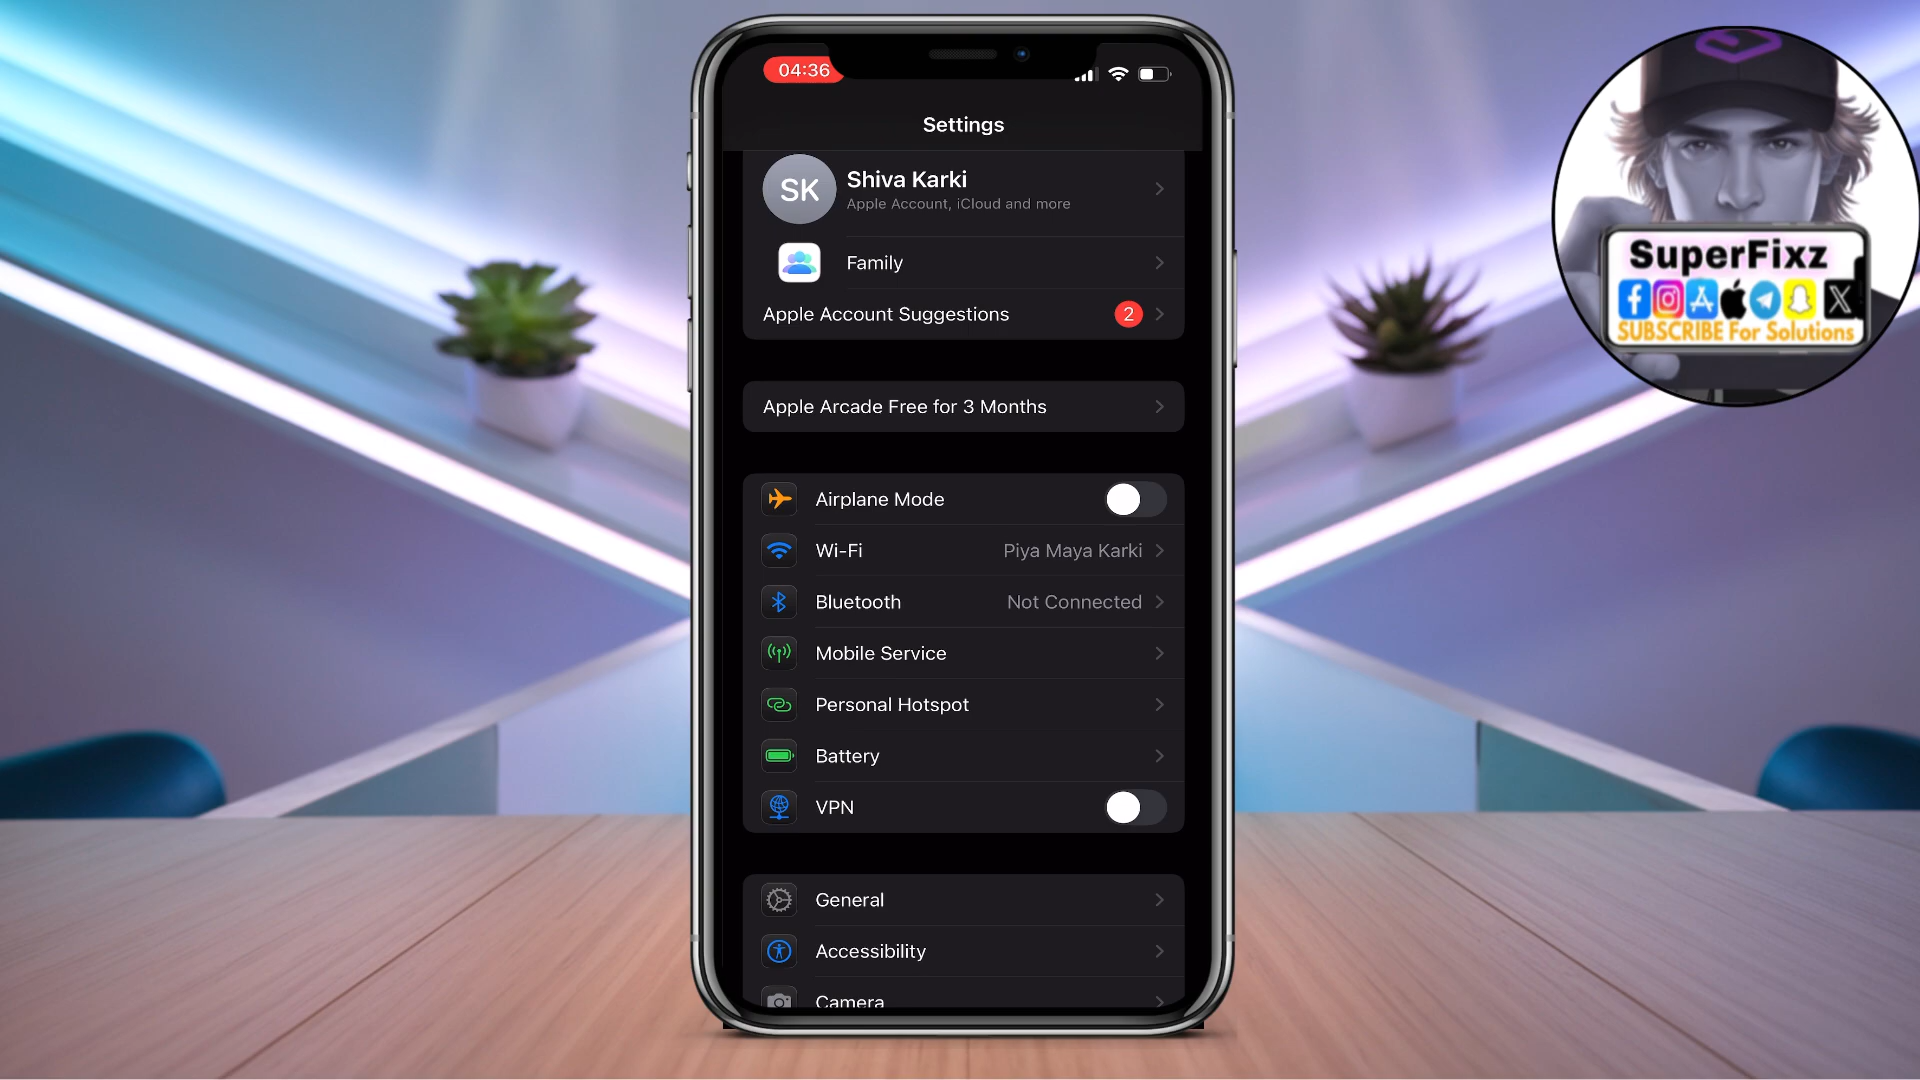 04:36
Settings
SK
Shiva Karki
Apple Account, iCloud and more
Family
Apple Account Suggestions
2
Apple Arcade Free for 3 Months
Airplane Mode
Wi-Fi
Piya Maya Karki
Bluetooth
Not Connected
Mobile Service
Personal Hotspot
Battery
VPN
General
Accessibility
Camera
SuperFixz
SUBSCRIBE For Solutions